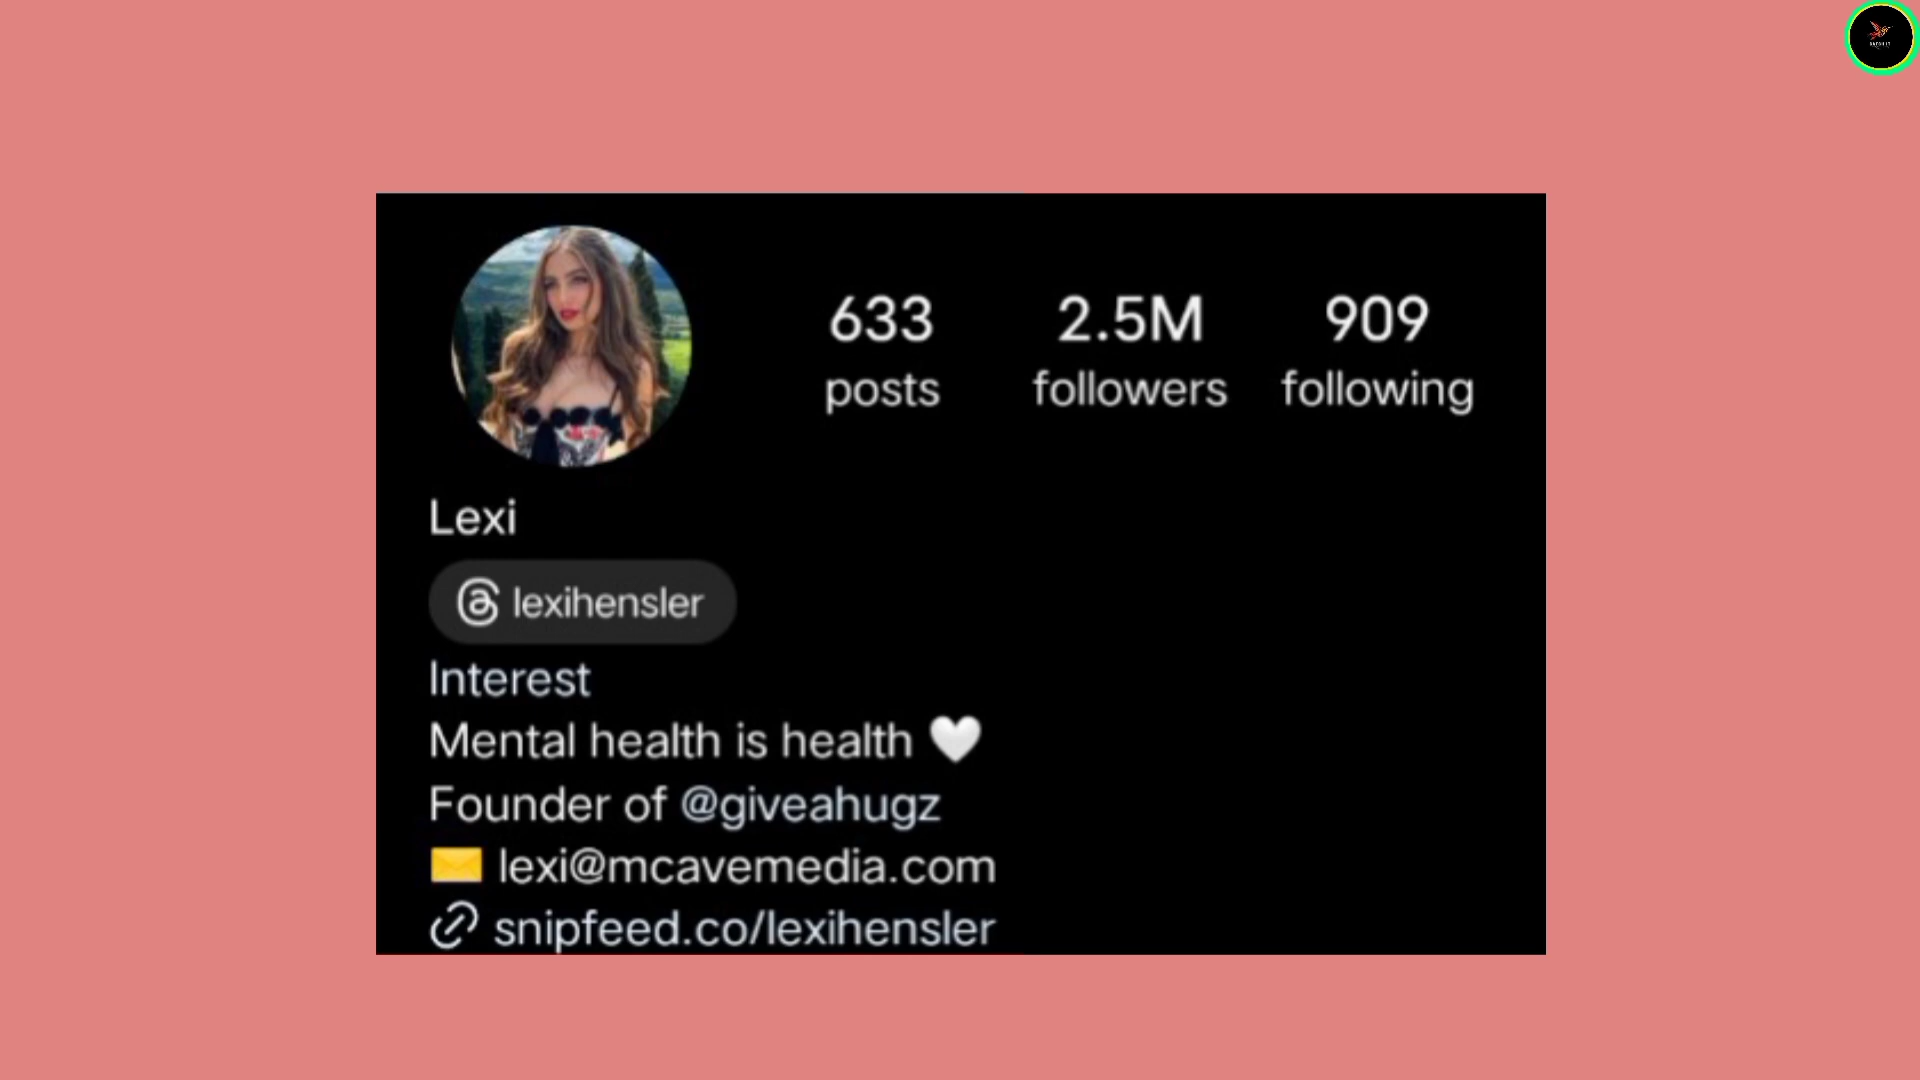 633 2.5M 909
posts followers following
Lexi
lexihensler
Interest
Mental health is health 🤍
Founder of @giveahugz
✉️ lexi@mcavemedia.com
snipfeed.co/lexihensler